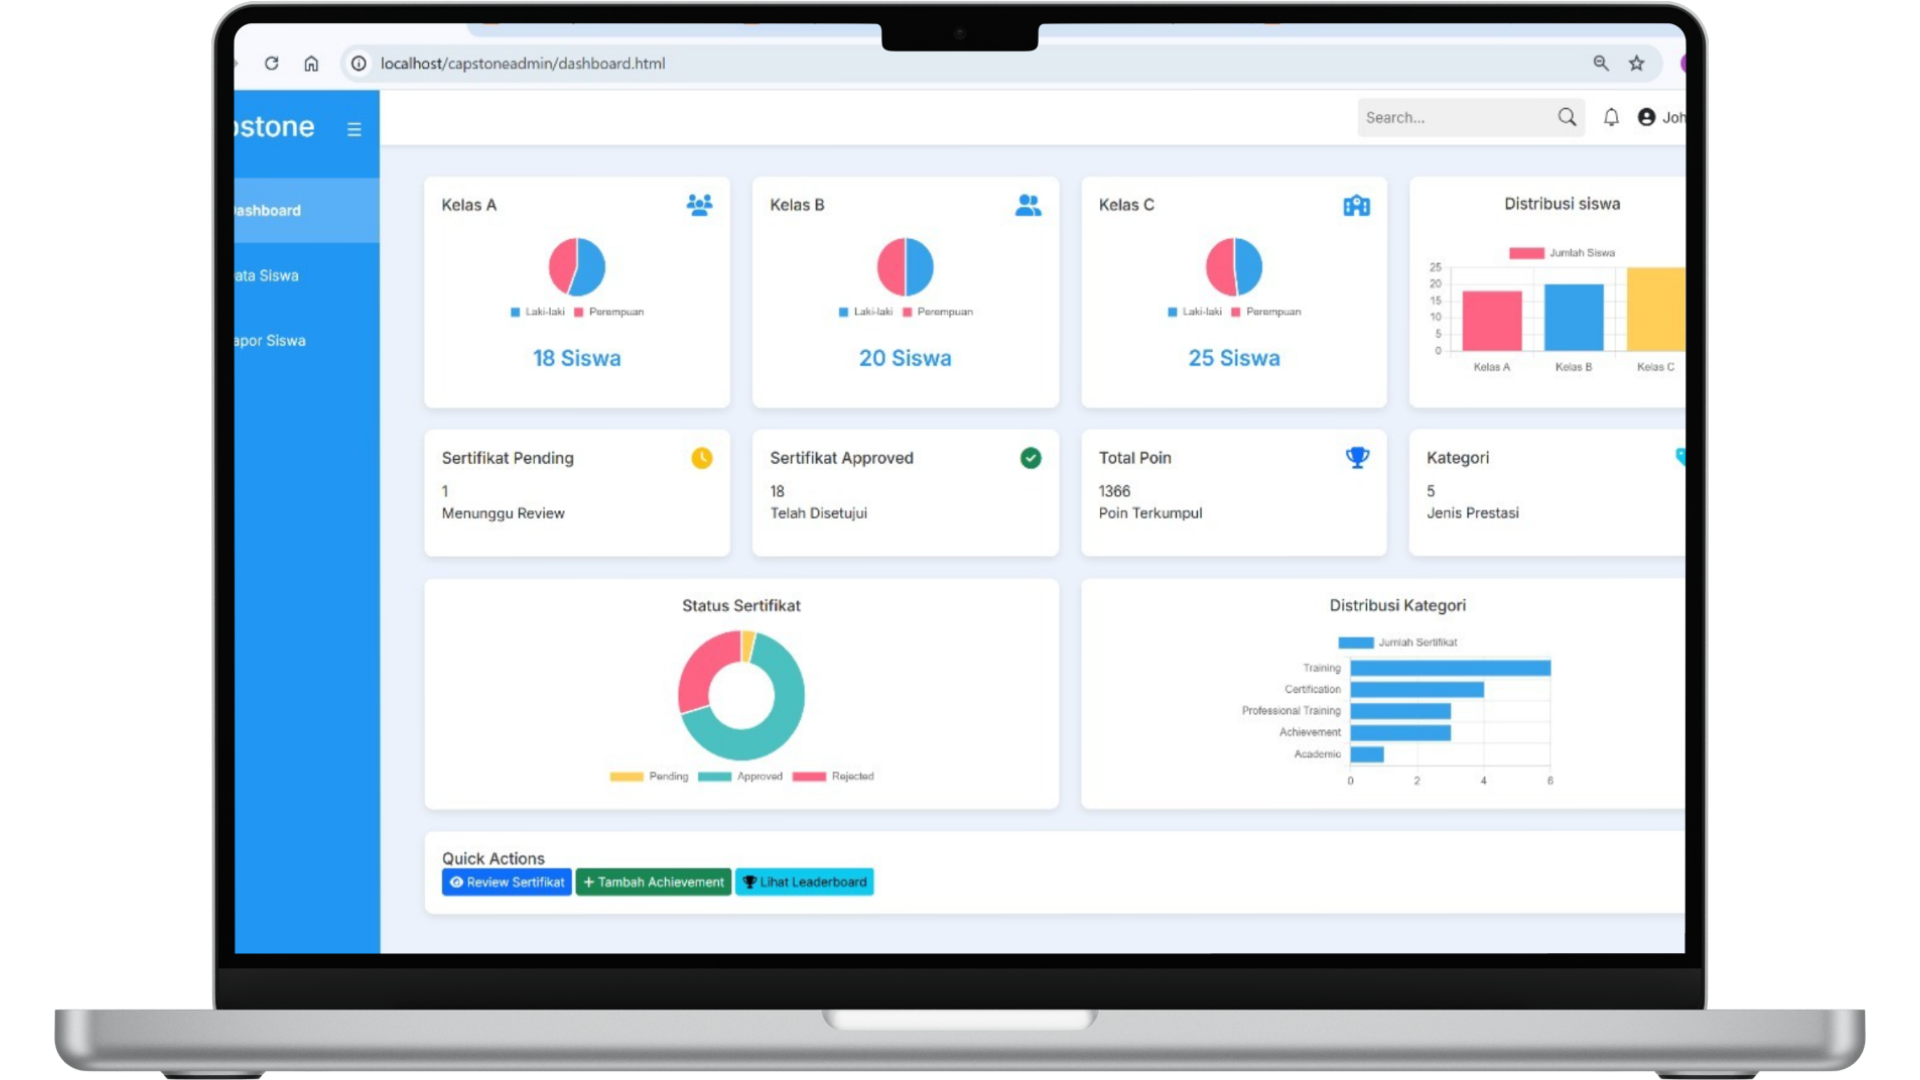 localhost/capstoneadmin/dashboard.html
pstone
Search...
Joh
Dashboard
ata Siswa
apor Siswa
Kelas A
Laki-laki Perempuan
18 Siswa
Kelas B
Laki-laki Perempuan
20 Siswa
Kelas C
Laki-laki Perempuan
25 Siswa
Distribusi siswa
Jumlah Siswa
25
20
15
10
5
0
Kelas A Kelas B Kelas C
Sertifikat Pending
1
Menunggu Review
Sertifikat Approved
18
Telah Disetujui
Total Poin
1366
Poin Terkumpul
Kategori
5
Jenis Prestasi
Status Sertifikat
Pending Approved Rejected
Distribusi Kategori
Jumlah Sertifikat
Training
Certification
Professional Training
Achievement
Academic
0 2 4 6
Quick Actions
Review Sertifikat + Tambah Achievement Lihat Leaderboard